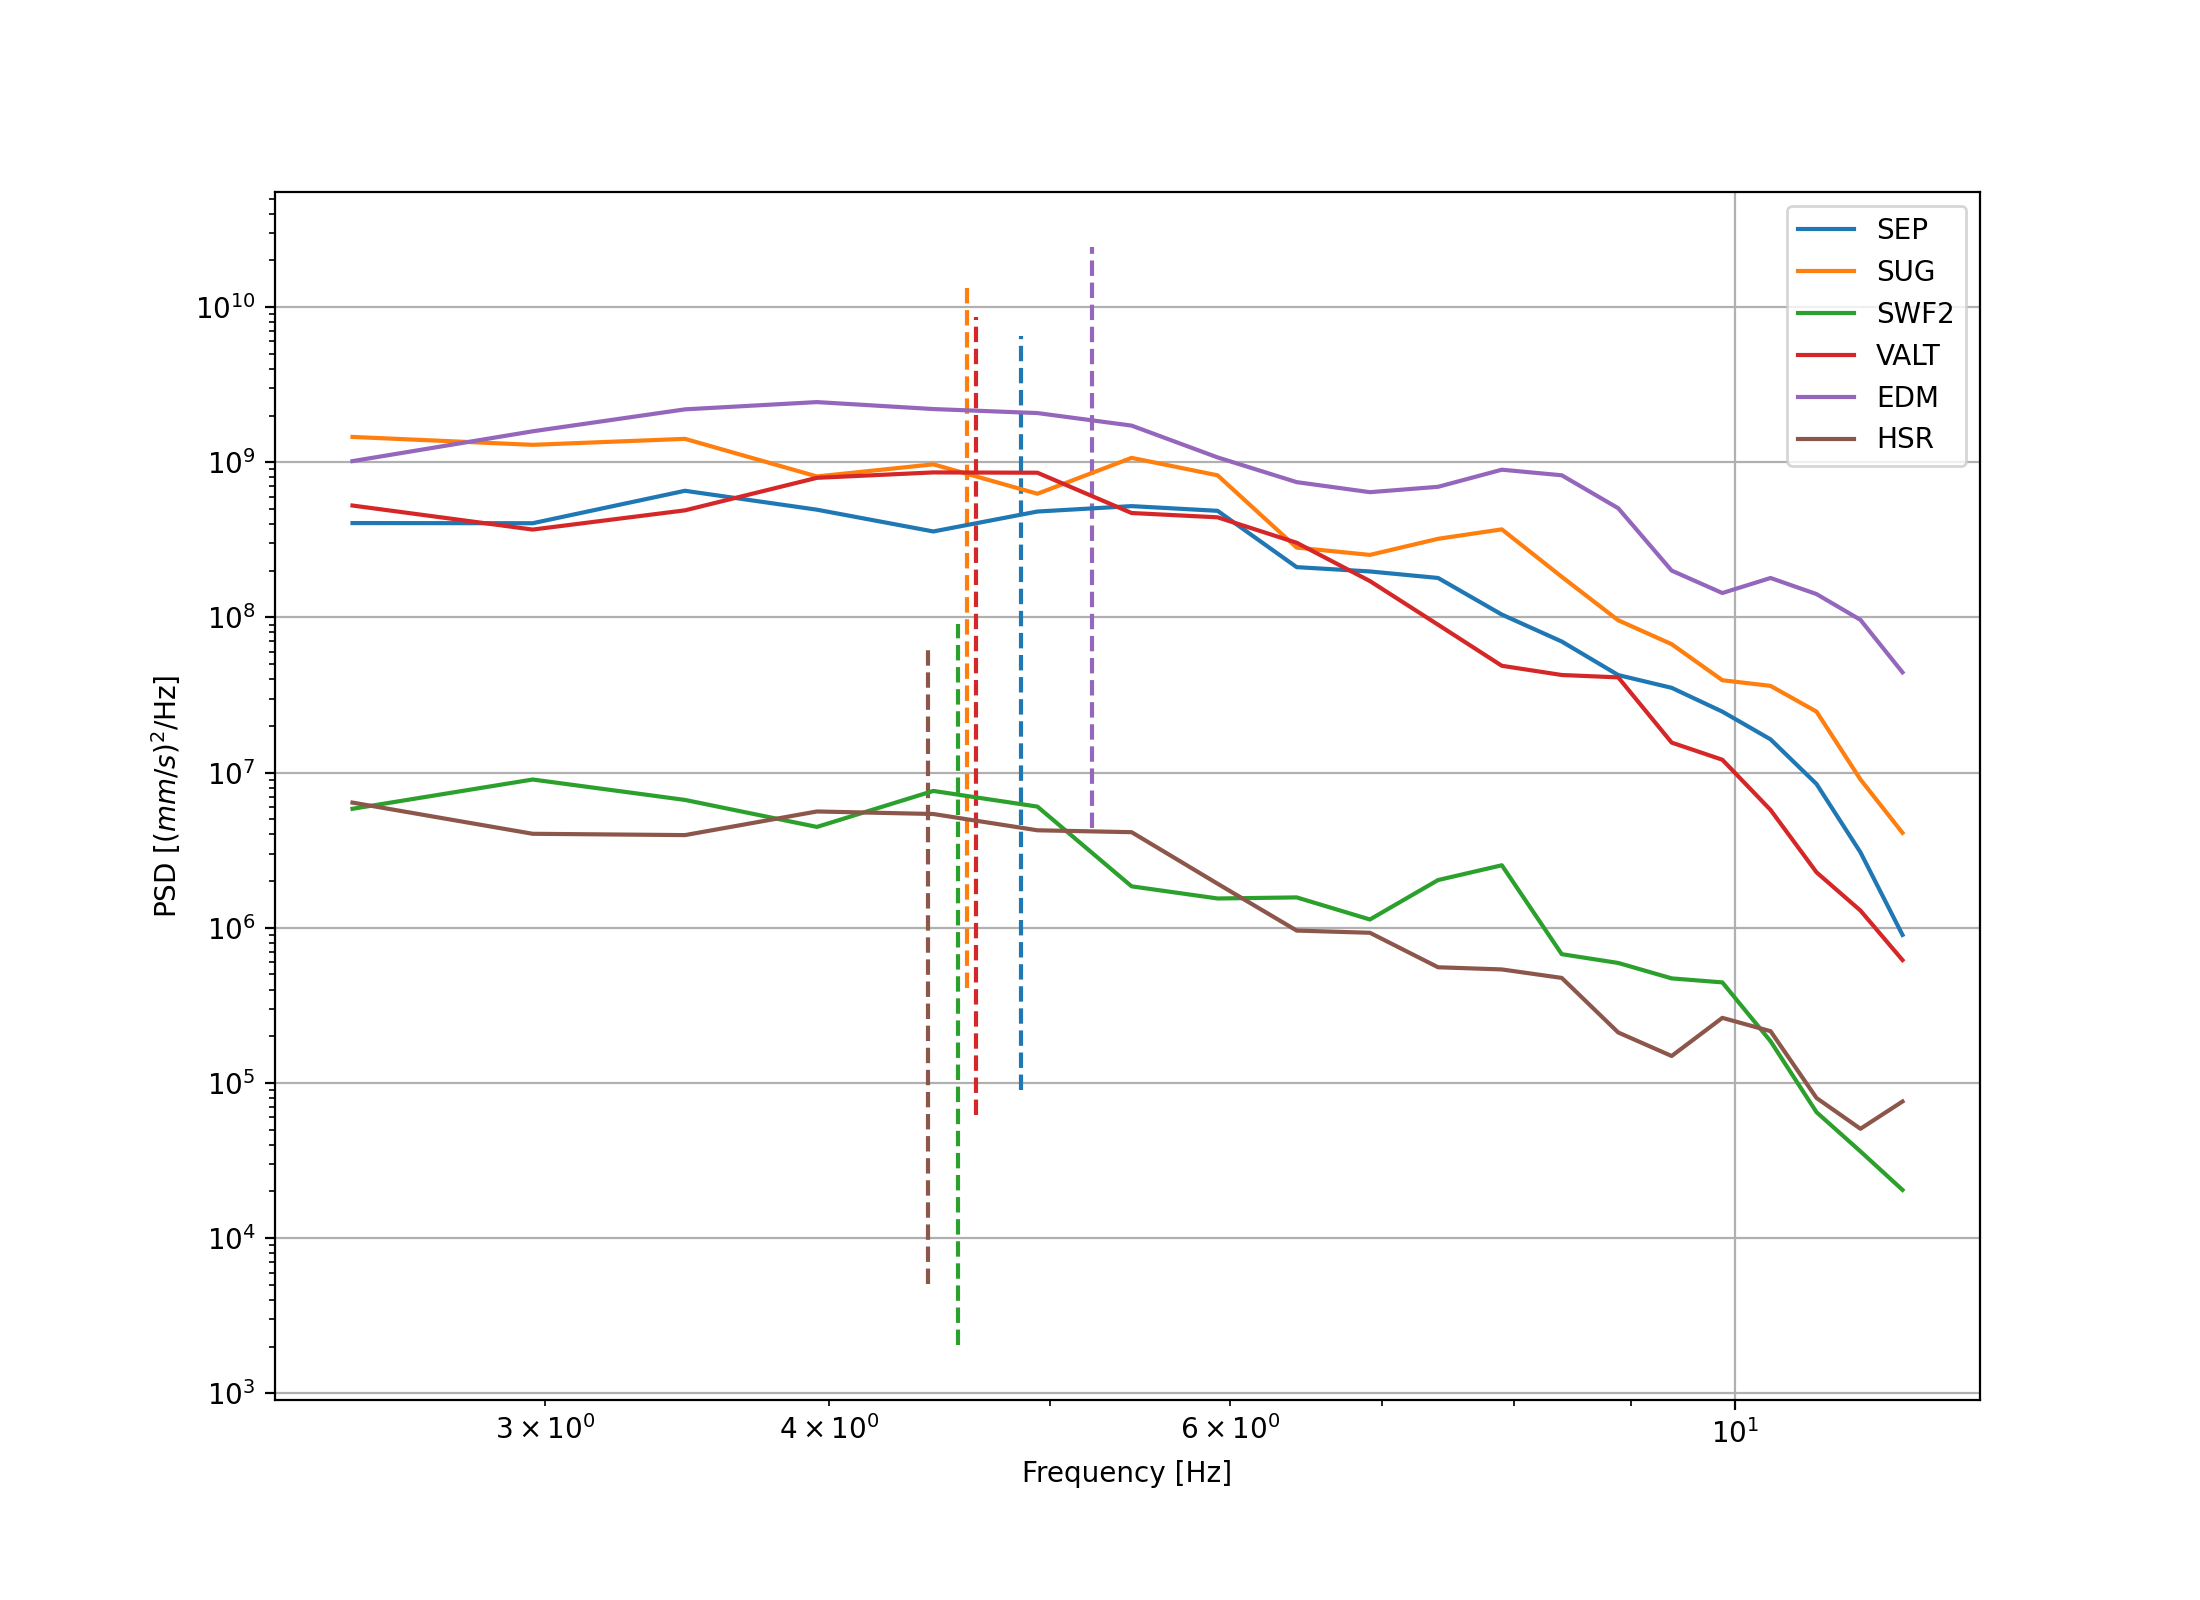 SEP
SUG
SWF2
VALT
EDM
HSR
10¹⁰
10⁹
10⁸
10⁷
10⁶
10⁵
10⁴
10³
PSD [(mm/s)²/Hz]
3 × 10⁰ 4 × 10⁰ 6 × 10⁰ 10¹
Frequency [Hz]